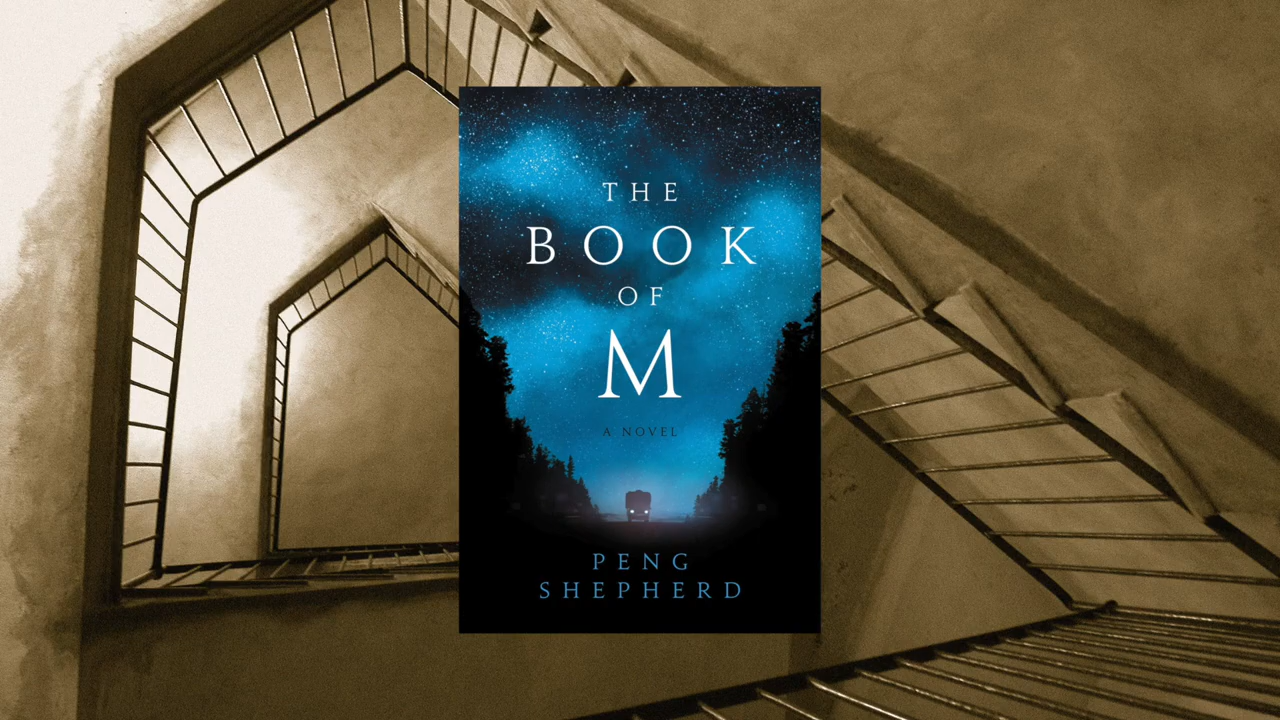 THE
BOOK
OF
M
A NOVEL
PENG
SHEPHERD